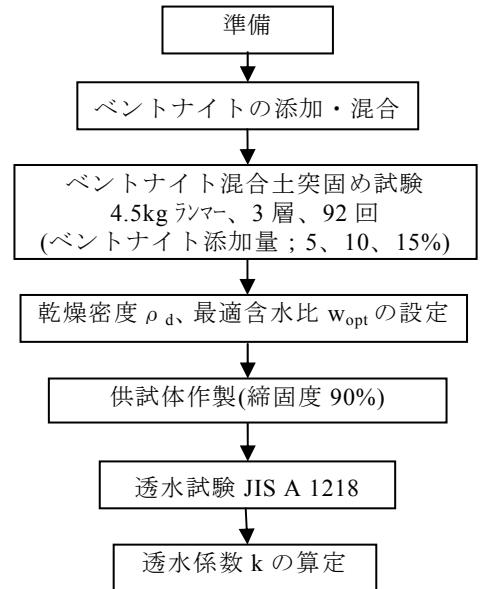 準備
ベントナイトの添加・混合
ベントナイト混合土突固め試験
4.5kg ﾗﾝﾏｰ、3 層、92 回
(ベントナイト添加量；5、10、15%)
乾燥密度 ρd、最適含水比 wopt の設定
供試体作製(締固度 90%)
透水試験 JIS A 1218
透水係数 k の算定